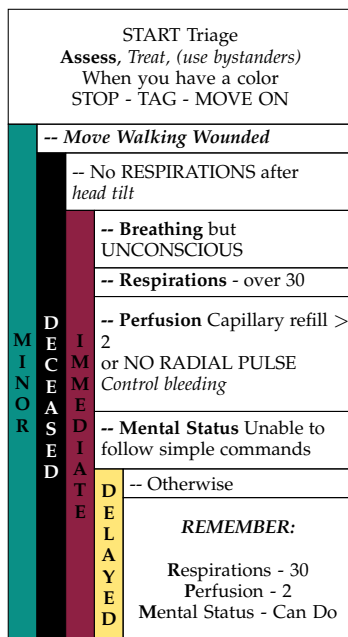 START Triage
Assess, Treat, (use bystanders)
When you have a color
STOP - TAG - MOVE ON
MINOR
-- Move Walking Wounded
DECEASED
-- No RESPIRATIONS after
head tilt
IMMEDIATE
-- Breathing but
UNCONSCIOUS
-- Respirations - over 30
-- Perfusion Capillary refill >
2
or NO RADIAL PULSE
Control bleeding
-- Mental Status Unable to
follow simple commands
DELAYED
-- Otherwise
REMEMBER:
Respirations - 30
Perfusion - 2
Mental Status - Can Do